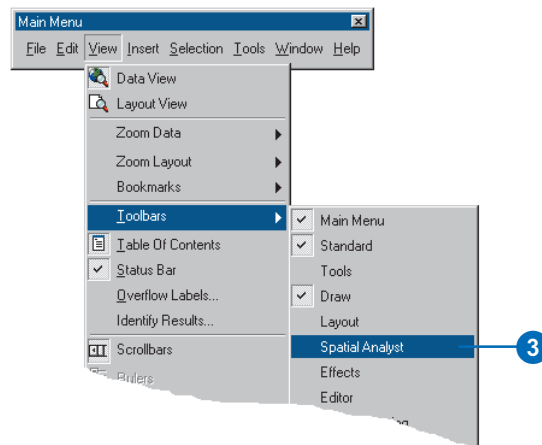 Main Menu
File Edit View Insert Selection Tools Window Help
Data View
Layout View
Zoom Data
Zoom Layout
Bookmarks
Toolbars
Table Of Contents
Status Bar
Overflow Labels...
Identify Results...
Scrollbars
Rulers
Main Menu
Standard
Tools
Draw
Layout
Spatial Analyst
3
Effects
Editor